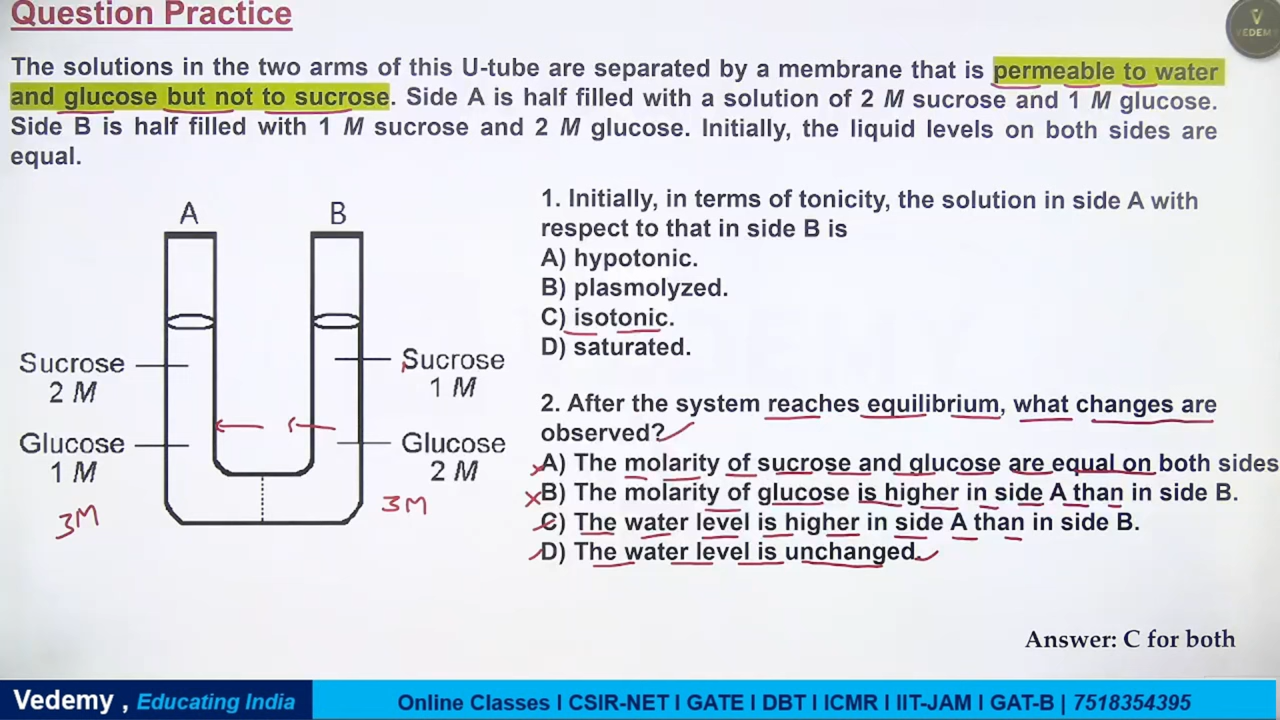 Question Practice
VEDEMY
The solutions in the two arms of this U-tube are separated by a membrane that is permeable to water
and glucose but not to sucrose. Side A is half filled with a solution of 2 M sucrose and 1 M glucose.
Side B is half filled with 1 M sucrose and 2 M glucose. Initially, the liquid levels on both sides are
equal.
A
B
Sucrose
2 M
Glucose
1 M
3M
Sucrose
1 M
Glucose
2 M
3M
1. Initially, in terms of tonicity, the solution in side A with
respect to that in side B is
A) hypotonic.
B) plasmolyzed.
C) isotonic.
D) saturated.
2. After the system reaches equilibrium, what changes are
observed?
A) The molarity of sucrose and glucose are equal on both sides
B) The molarity of glucose is higher in side A than in side B.
C) The water level is higher in side A than in side B.
D) The water level is unchanged.
Answer: C for both
Vedemy , Educating India
Online Classes I CSIR-NET I GATE I DBT I ICMR I IIT-JAM I GAT-B | 7518354395